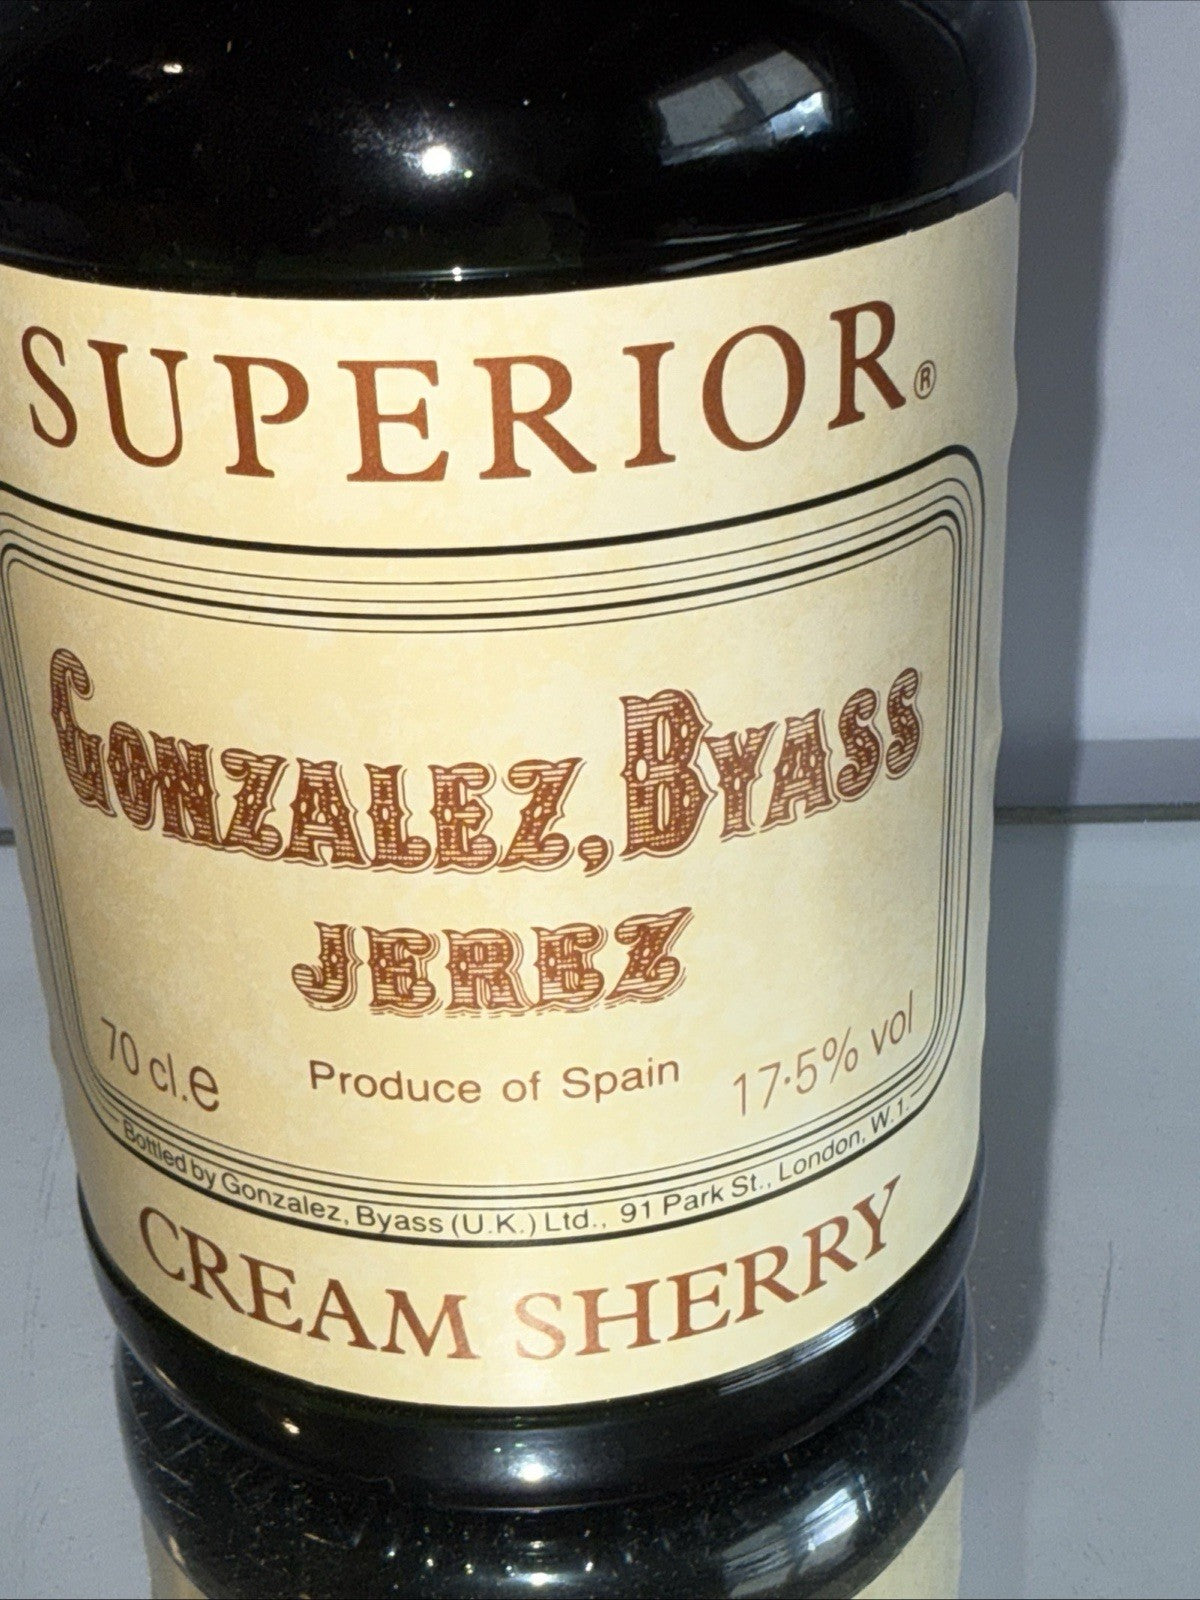 SUPERIOR®
GONZALEZ, BYASS
JEREZ
70 cl.e
Produce of Spain
17·5% vol
Bottled by Gonzalez, Byass (U.K.) Ltd., 91 Park St., London, W.1.
CREAM SHERRY